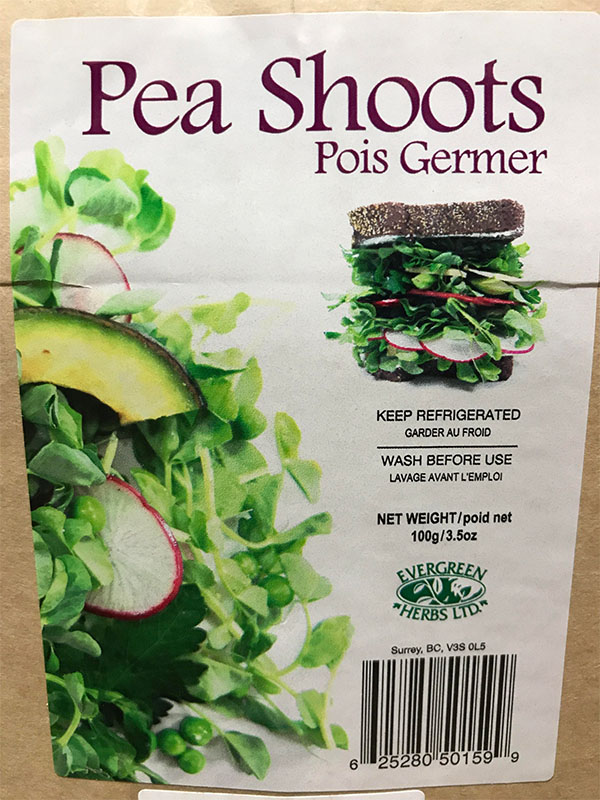 Pea Shoots
Pois Germer
KEEP REFRIGERATED
GARDER AU FROID
WASH BEFORE USE
LAVAGE AVANT L'EMPLOI
NET WEIGHT/poid net
100g/3.5oz
EVERGREEN
HERBS LTD.
Surrey, BC, V3S 0L5
6 25280 50159 9